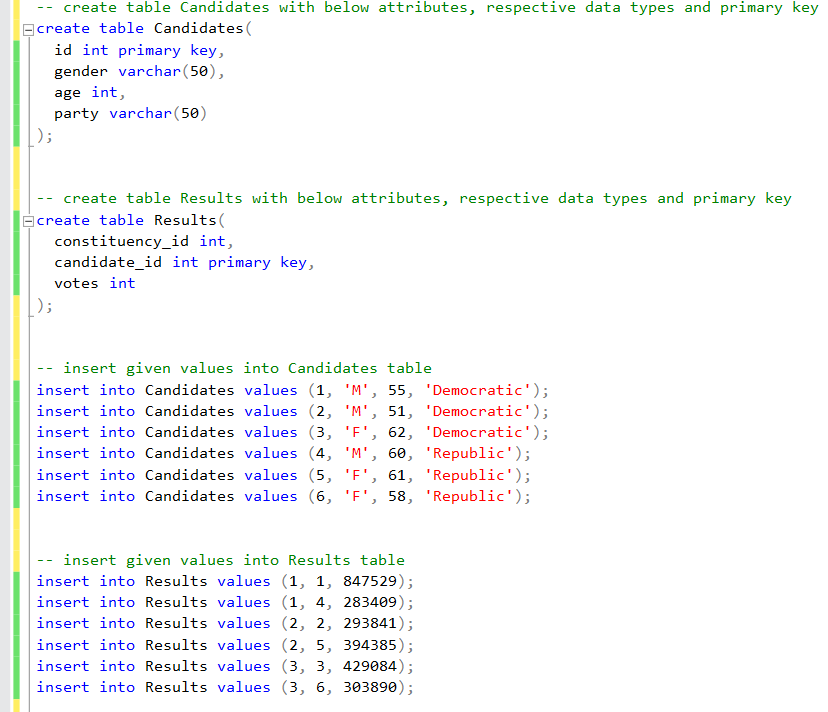 -- create table Candidates with below attributes, respective data types and primary key
create table Candidates(
  id int primary key,
  gender varchar(50),
  age int,
  party varchar(50)
);
-- create table Results with below attributes, respective data types and primary key
create table Results(
  constituency_id int,
  candidate_id int primary key,
  votes int
);
-- insert given values into Candidates table
insert into Candidates values (1, 'M', 55, 'Democratic');
insert into Candidates values (2, 'M', 51, 'Democratic');
insert into Candidates values (3, 'F', 62, 'Democratic');
insert into Candidates values (4, 'M', 60, 'Republic');
insert into Candidates values (5, 'F', 61, 'Republic');
insert into Candidates values (6, 'F', 58, 'Republic');
-- insert given values into Results table
insert into Results values (1, 1, 847529);
insert into Results values (1, 4, 283409);
insert into Results values (2, 2, 293841);
insert into Results values (2, 5, 394385);
insert into Results values (3, 3, 429084);
insert into Results values (3, 6, 303890);